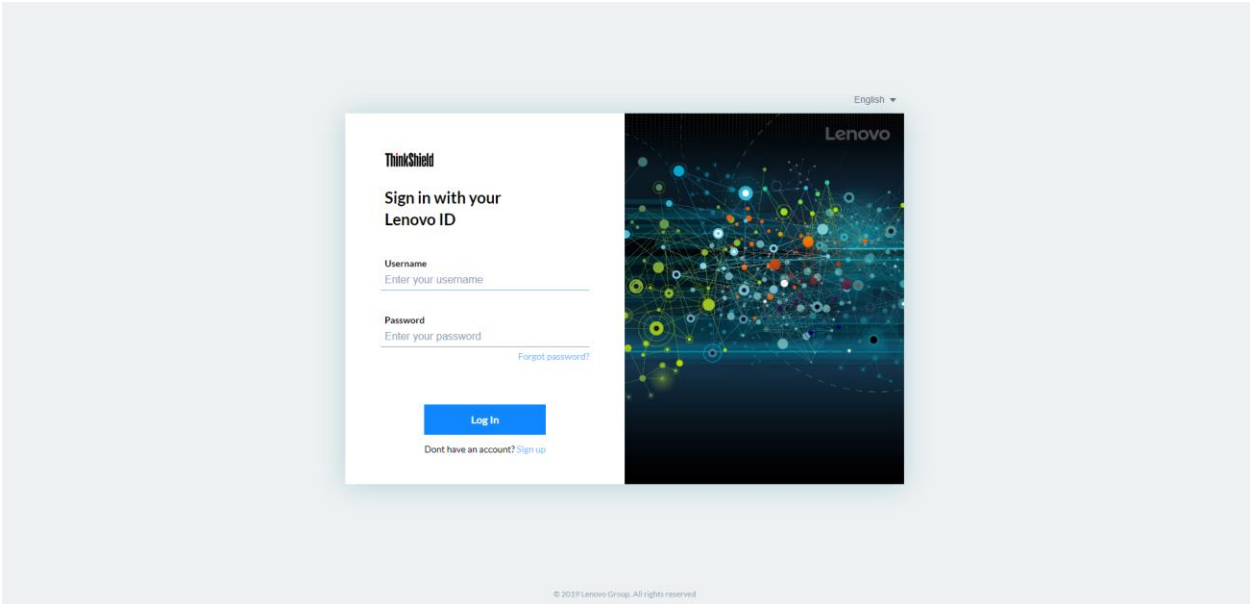 English
Lenovo
ThinkShield
Sign in with your
Lenovo ID
Username
Enter your username
Password
Enter your password
Forgot password?
Log In
Dont have an account? Sign up
© 2019 Lenovo Group. All rights reserved